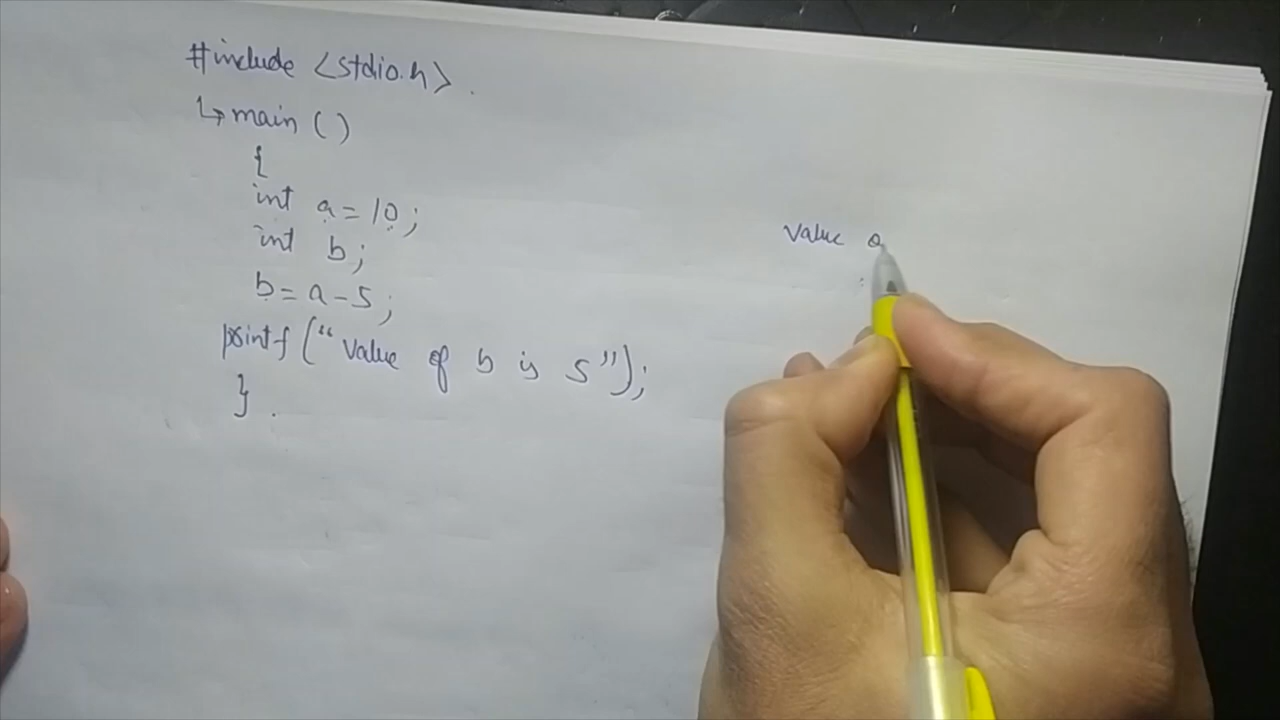 #include <stdio.h>.
↳ main ()
{
int a = 10;
int b;
b = a - 5;
printf ("Value of b is 5");
}.
Value o